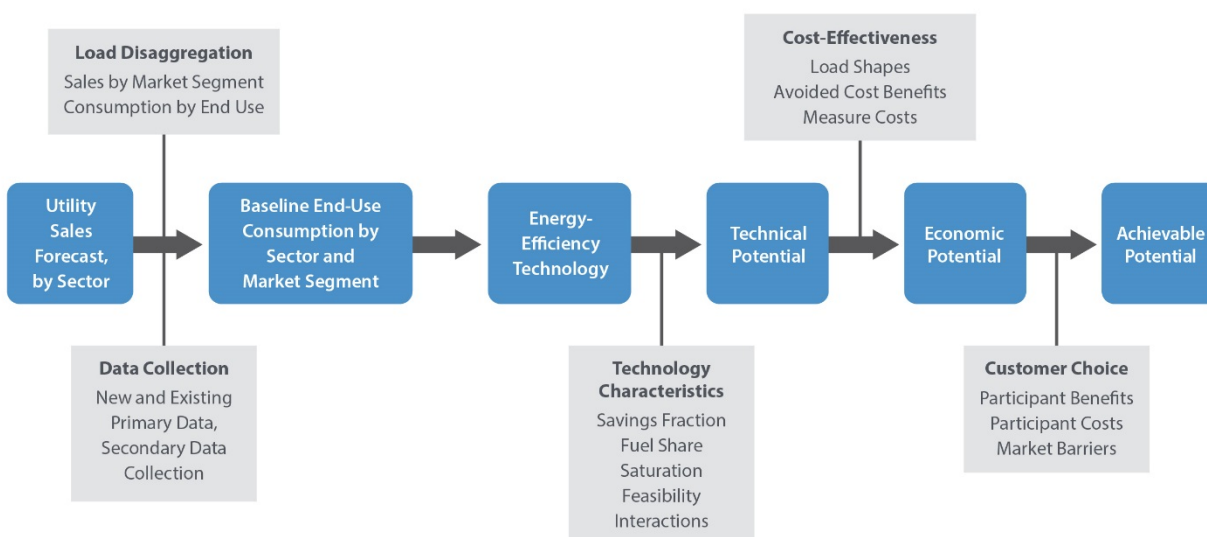 Load Disaggregation
Sales by Market Segment
Consumption by End Use
Cost-Effectiveness
Load Shapes
Avoided Cost Benefits
Measure Costs
Utility
Sales
Forecast,
by Sector
Baseline End-Use
Consumption by
Sector and
Market Segment
Energy-
Efficiency
Technology
Technical
Potential
Economic
Potential
Achievable
Potential
Data Collection
New and Existing
Primary Data,
Secondary Data
Collection
Technology
Characteristics
Savings Fraction
Fuel Share
Saturation
Feasibility
Interactions
Customer Choice
Participant Benefits
Participant Costs
Market Barriers